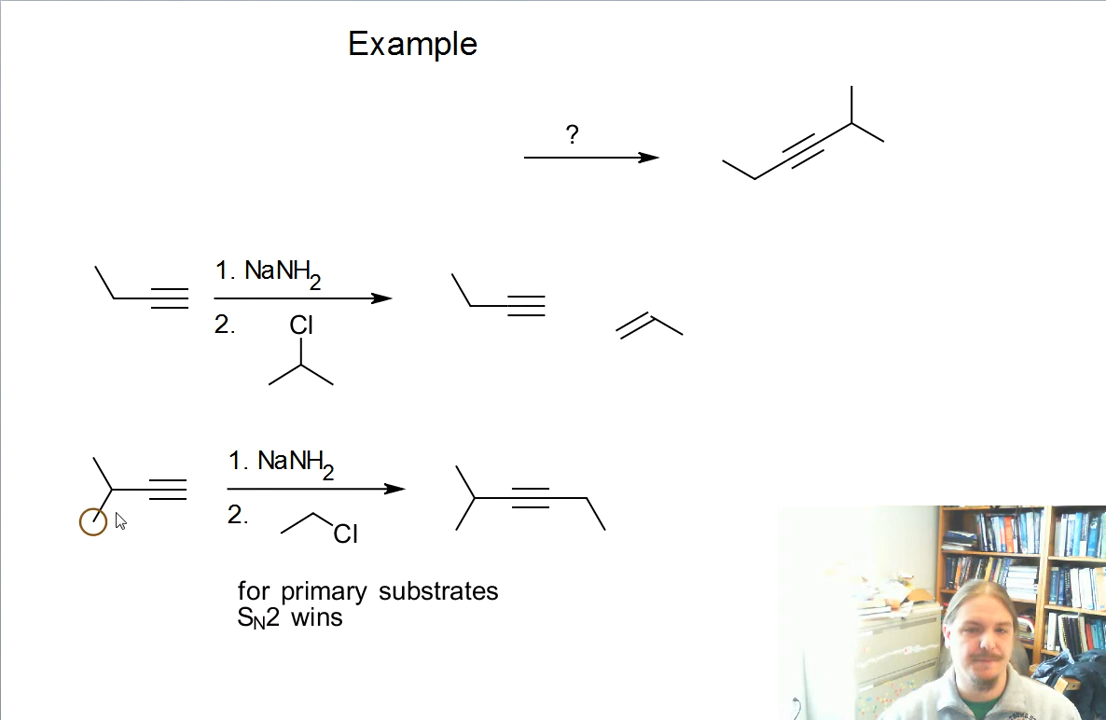 Example
?
1. NaNH2
2. Cl
1. NaNH2
2. Cl
for primary substrates
SN2 wins